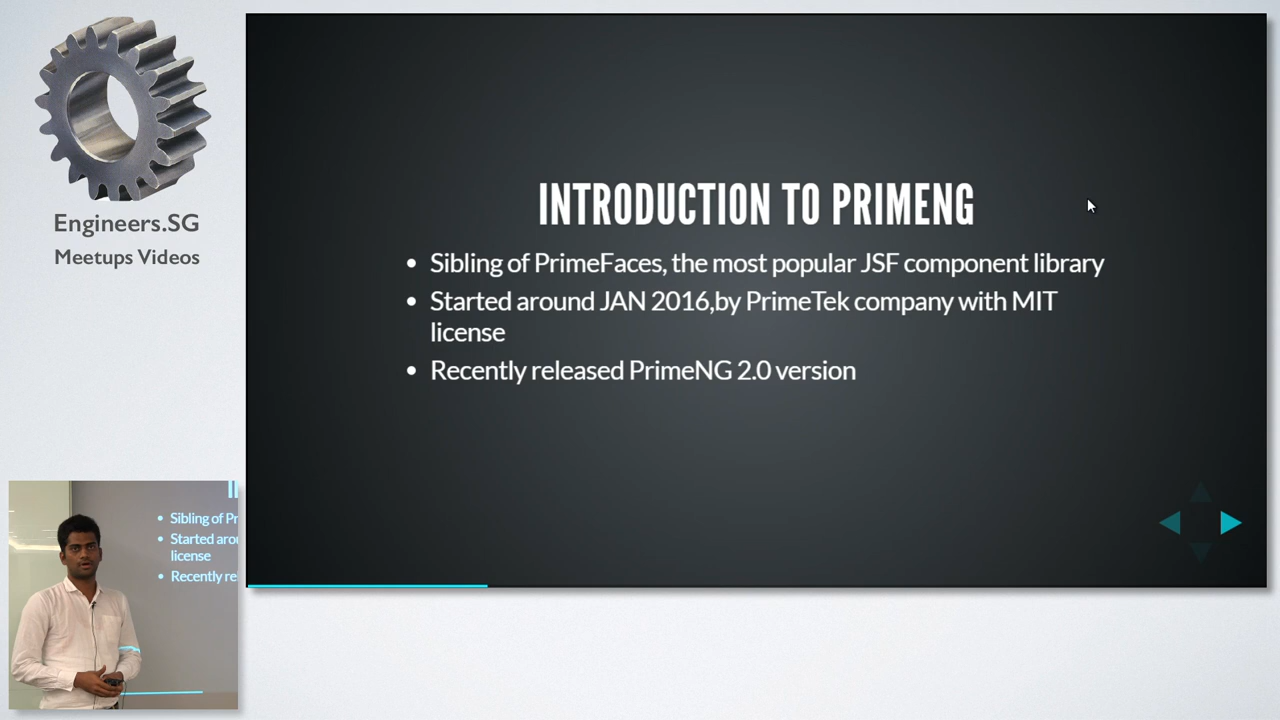 Engineers.SG
Meetups Videos
INTRODUCTION TO PRIMENG
• Sibling of PrimeFaces, the most popular JSF component library
• Started around JAN 2016,by PrimeTek company with MIT
license
• Recently released PrimeNG 2.0 version
• Sibling of Pr
• Started arou
license
• Recently re